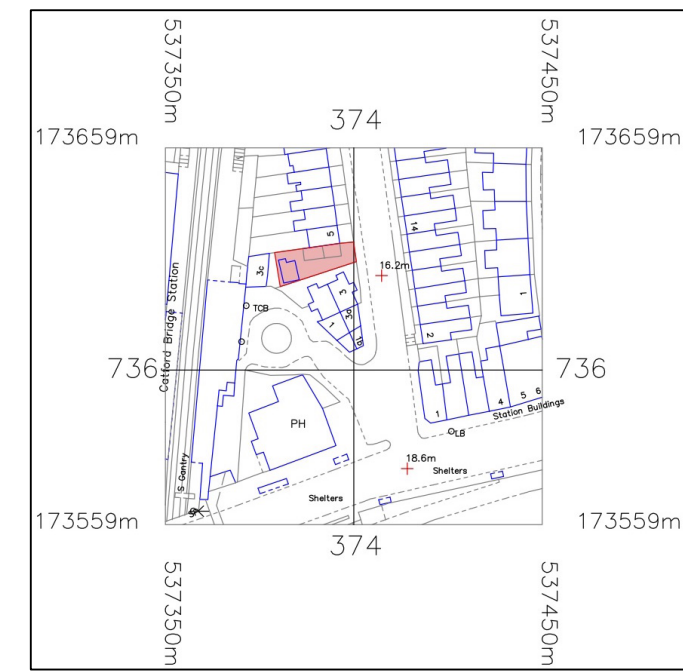 537350m
537450m
374
173659m
173659m
5
14
3c
16.2m
3
1
3a
TCB
1
1b
2
Catford Bridge Station
736
736
1
4
5
6
Station Buildings
PH
LB
18.6m
Shelters
S Gantry
Shelters
173559m
173559m
374
537350m
537450m